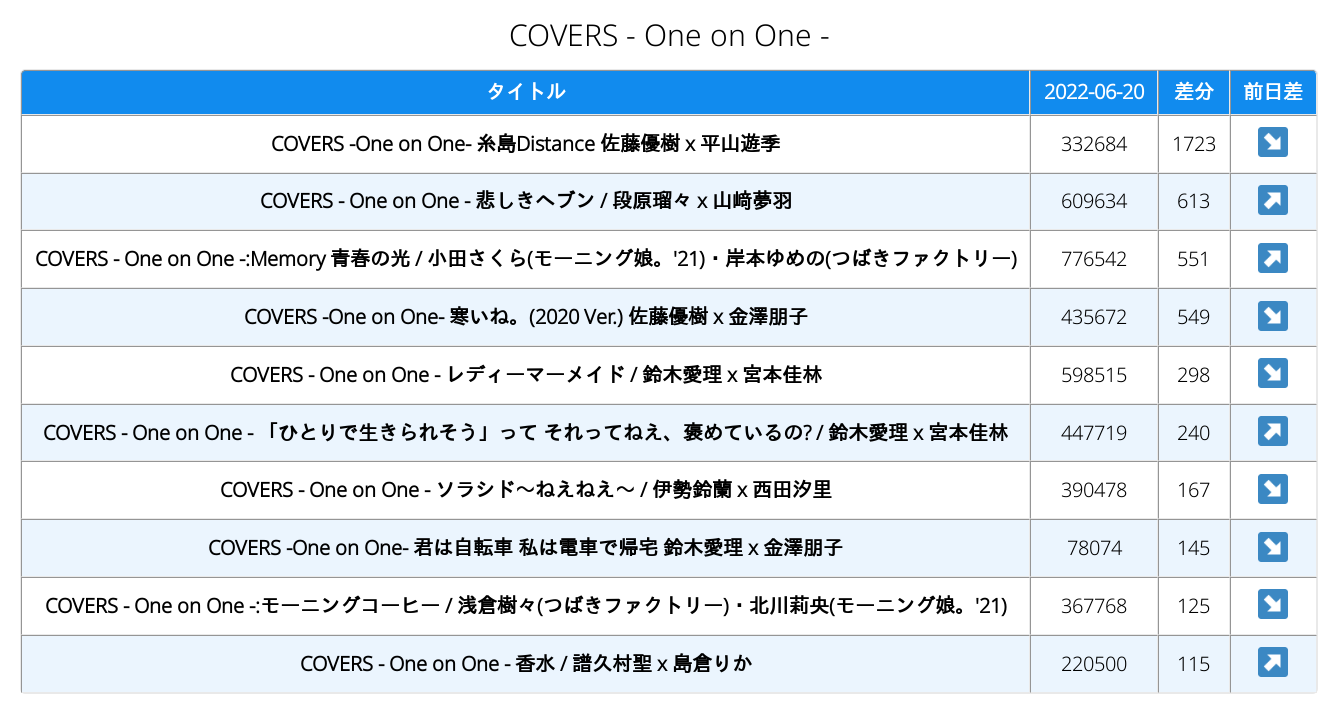 COVERS - One on One -
タイトル 2022-06-20 差分 前日差
COVERS -One on One- 糸島Distance 佐藤優樹 x 平山遊季 332684 1723 ↘
COVERS - One on One - 悲しきヘブン / 段原瑠々 x 山﨑夢羽 609634 613 ↗
COVERS - One on One -:Memory 青春の光 / 小田さくら(モーニング娘。'21)・岸本ゆめの(つばきファクトリー) 776542 551 ↗
COVERS -One on One- 寒いね。(2020 Ver.) 佐藤優樹 x 金澤朋子 435672 549 ↘
COVERS - One on One - レディーマーメイド / 鈴木愛理 x 宮本佳林 598515 298 ↘
COVERS - One on One - 「ひとりで生きられそう」って それってねえ、褒めているの? / 鈴木愛理 x 宮本佳林 447719 240 ↗
COVERS - One on One - ソラシド～ねえねえ～ / 伊勢鈴蘭 x 西田汐里 390478 167 ↘
COVERS -One on One- 君は自転車 私は電車で帰宅 鈴木愛理 x 金澤朋子 78074 145 ↘
COVERS - One on One -:モーニングコーヒー / 浅倉樹々(つばきファクトリー)・北川莉央(モーニング娘。'21) 367768 125 ↘
COVERS - One on One - 香水 / 譜久村聖 x 島倉りか 220500 115 ↗